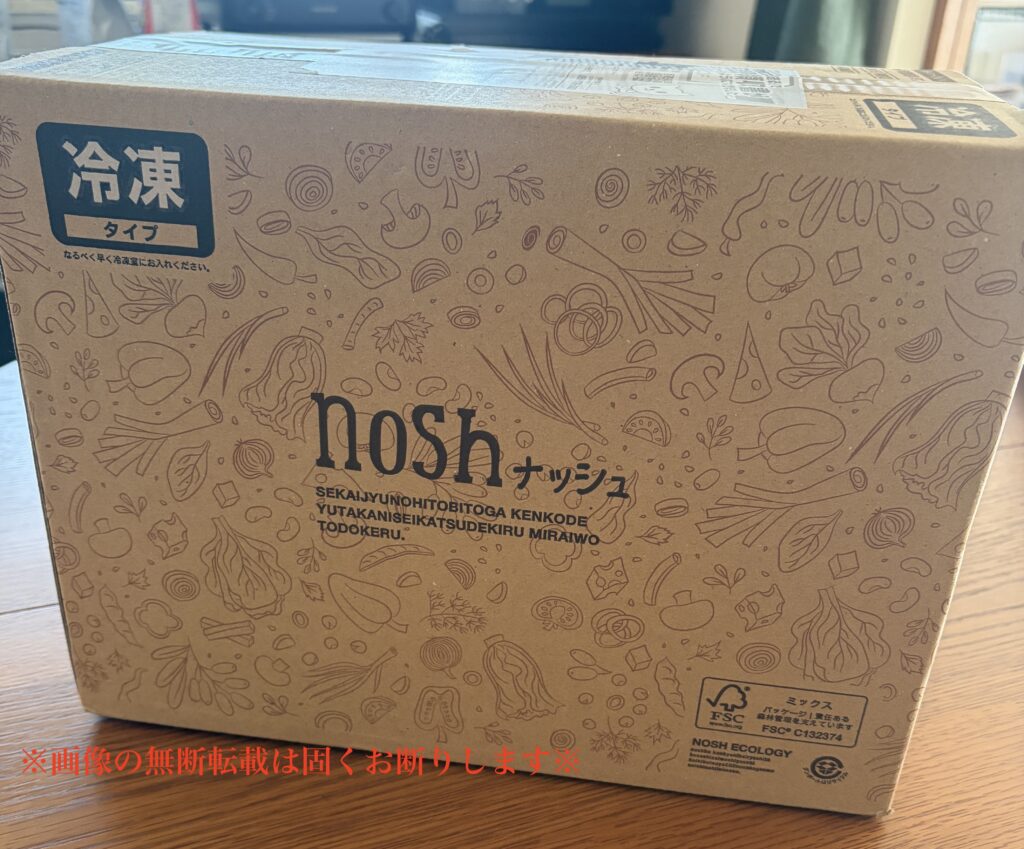 冷凍
タイプ
なるべく早く冷凍室にお入れください。
nosh ナッシュ
SEKAIJYUNOHITOBITOGA KENKODE
YUTAKANISEIKATSUDEKIRU MIRAIWO
TODOKERU.
FSC
ミックス
パッケージ | 責任ある
森林管理を支えています
FSC® C132374
NOSH ECOLOGY
※画像の無断転載は固くお断りします※